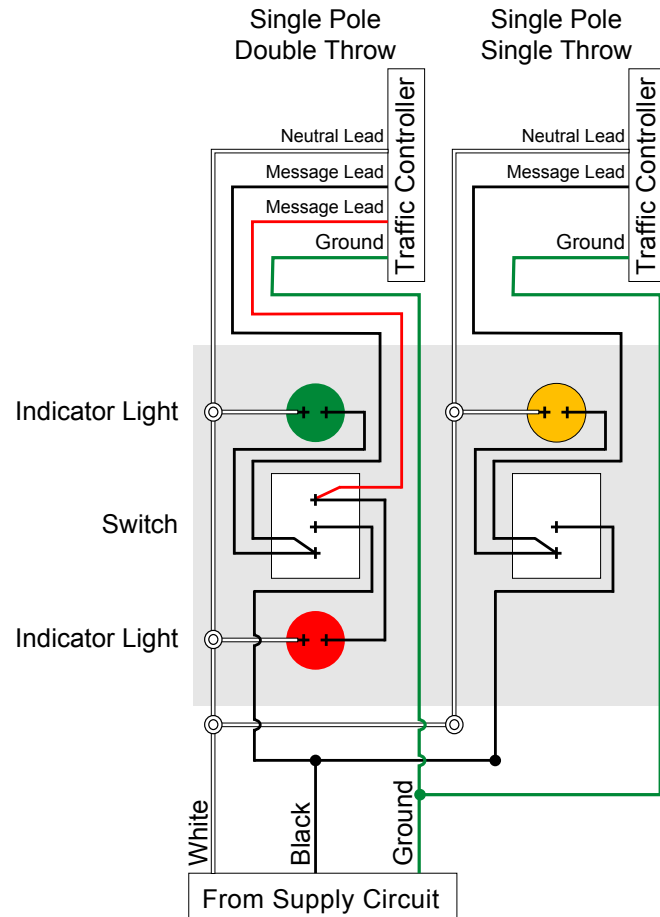 Single Pole
Double Throw
Single Pole
Single Throw
Traffic Controller
Neutral Lead
Message Lead
Message Lead
Ground
Traffic Controller
Neutral Lead
Message Lead
Ground
Indicator Light
Switch
Indicator Light
White
Black
Ground
From Supply Circuit